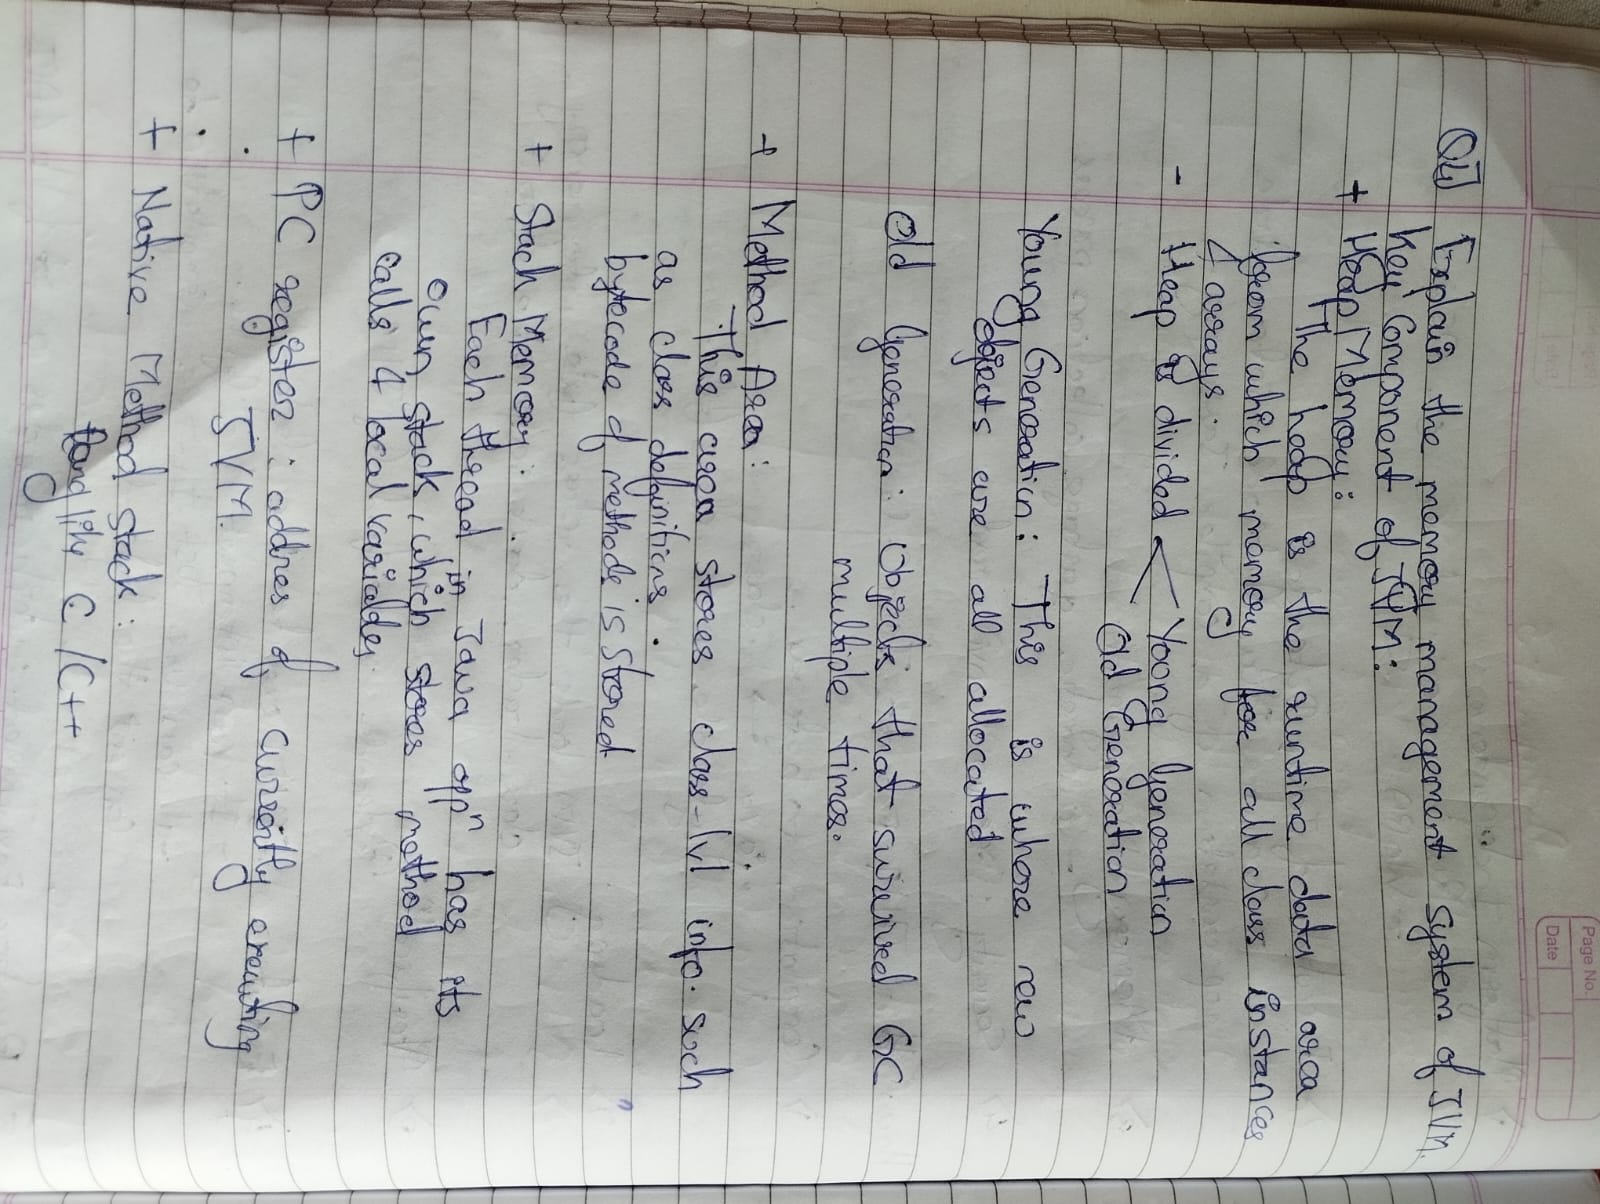 Page No.
Date
Q1] Explain the memory management system of JVM.
Key Component of JVM:
+ Heap Memory:
The heap is the runtime data area
from which memory for all class instances
& arrays.
- Heap is divided < Young Generation
Old Generation
Young Generation: This is where new
objects are all allocated
Old Generation: Objects that survived GC
multiple times.
+ Method Area:
This area stores class-lvl info. such
as class definitions.
bytecode of methods is stored
+ Stack Memory:
Each thread in Java appⁿ has its
own stack, which stores method
calls & local variables.
+ PC register: address of currently executing
JVM.
+ Native Method stack:
lang like C/C++